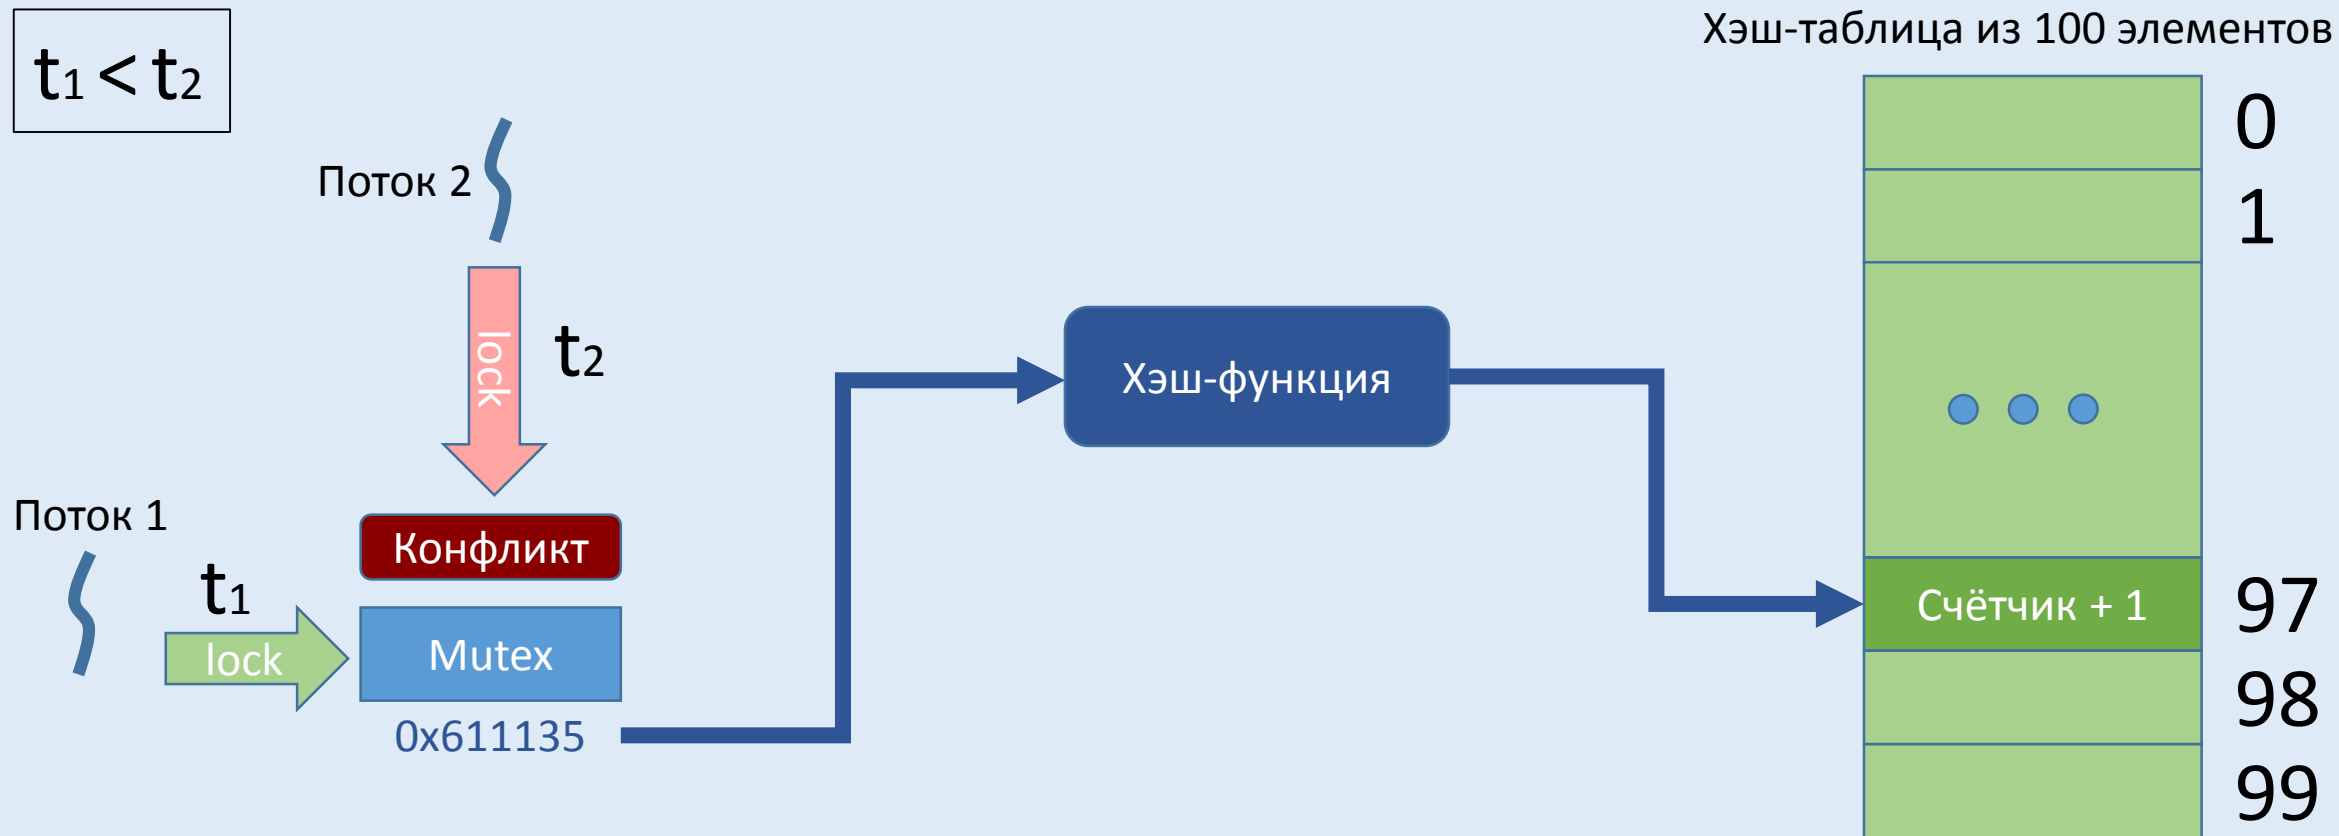 Хэш-таблица из 100 элементов
t1 < t2
0
Поток 2
1
lock
t2
Хэш-функция
Поток 1
Конфликт
t1
Счётчик + 1
97
lock
Mutex
98
0x611135
99